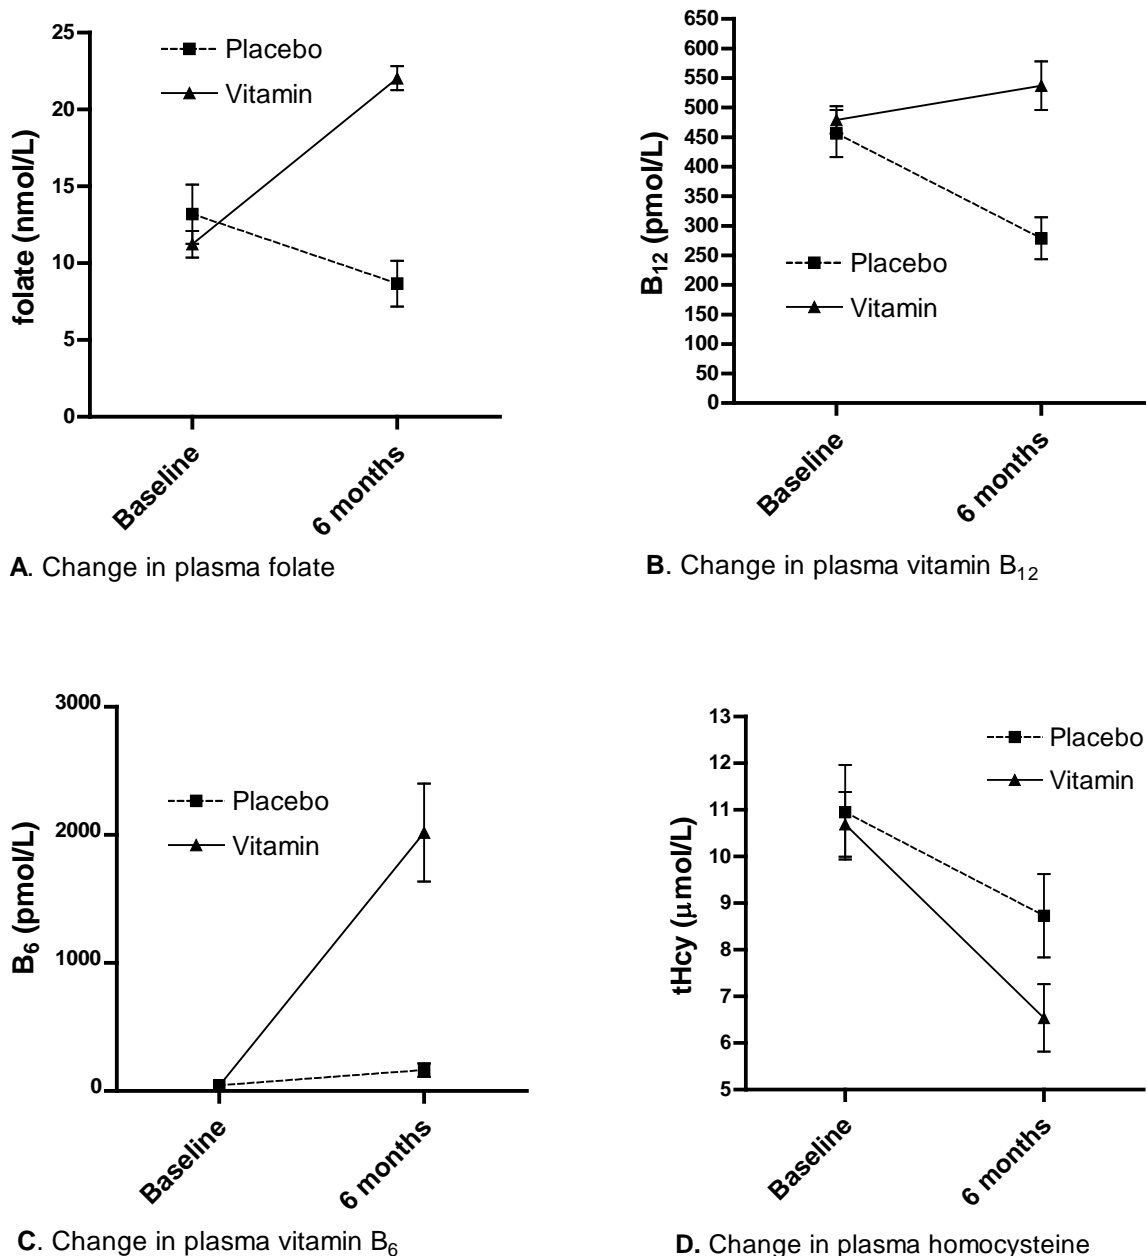 25
20
15
10
5
0
folate (nmol/L)
Placebo
Vitamin
Baseline
6 months
A. Change in plasma folate
650
600
550
500
450
400
350
300
250
200
150
100
50
0
B₁₂ (pmol/L)
Placebo
Vitamin
Baseline
6 months
B. Change in plasma vitamin B₁₂
3000
2000
1000
0
B₆ (pmol/L)
Placebo
Vitamin
Baseline
6 months
C. Change in plasma vitamin B₆
13
12
11
10
9
8
7
6
5
tHcy (μmol/L)
Placebo
Vitamin
Baseline
6 months
D. Change in plasma homocysteine